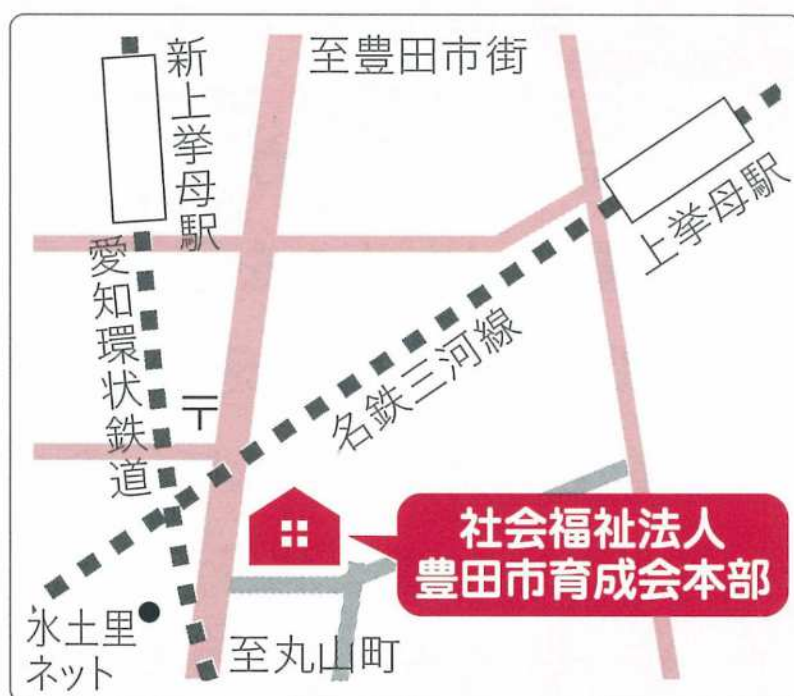 新上挙母駅
至豊田市街
上挙母駅
愛知環状鉄道
名鉄三河線
〒
社会福祉法人
豊田市育成会本部
水土里
ネット
至丸山町